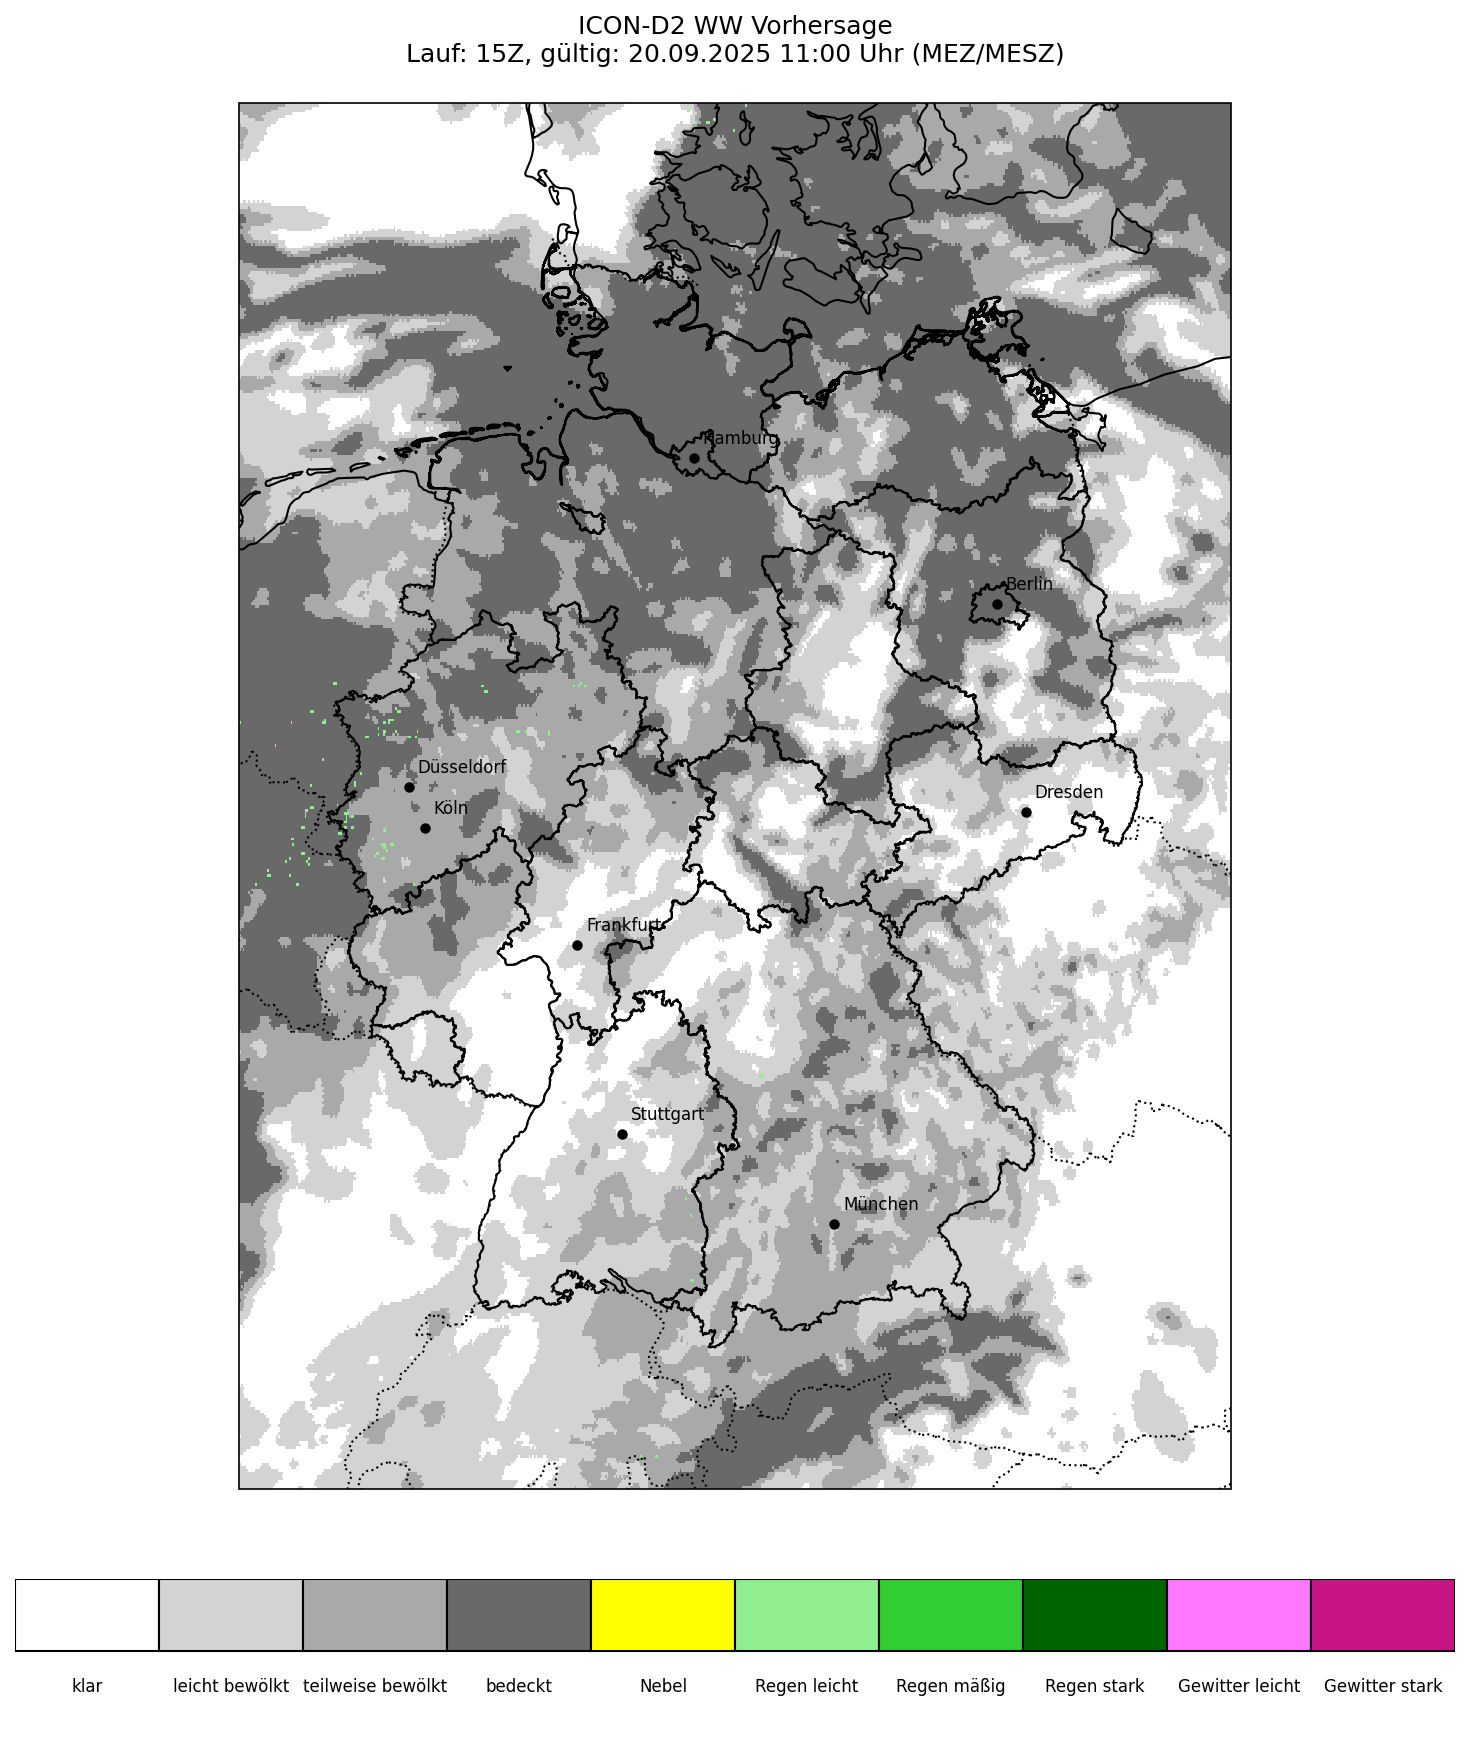 ICON-D2 WW Vorhersage
Lauf: 15Z, gültig: 20.09.2025 11:00 Uhr (MEZ/MESZ)
Hamburg
Berlin
Düsseldorf
Köln
Dresden
Frankfurt
Stuttgart
München
klar
leicht bewölkt
teilweise bewölkt
bedeckt
Nebel
Regen leicht
Regen mäßig
Regen stark
Gewitter leicht
Gewitter stark